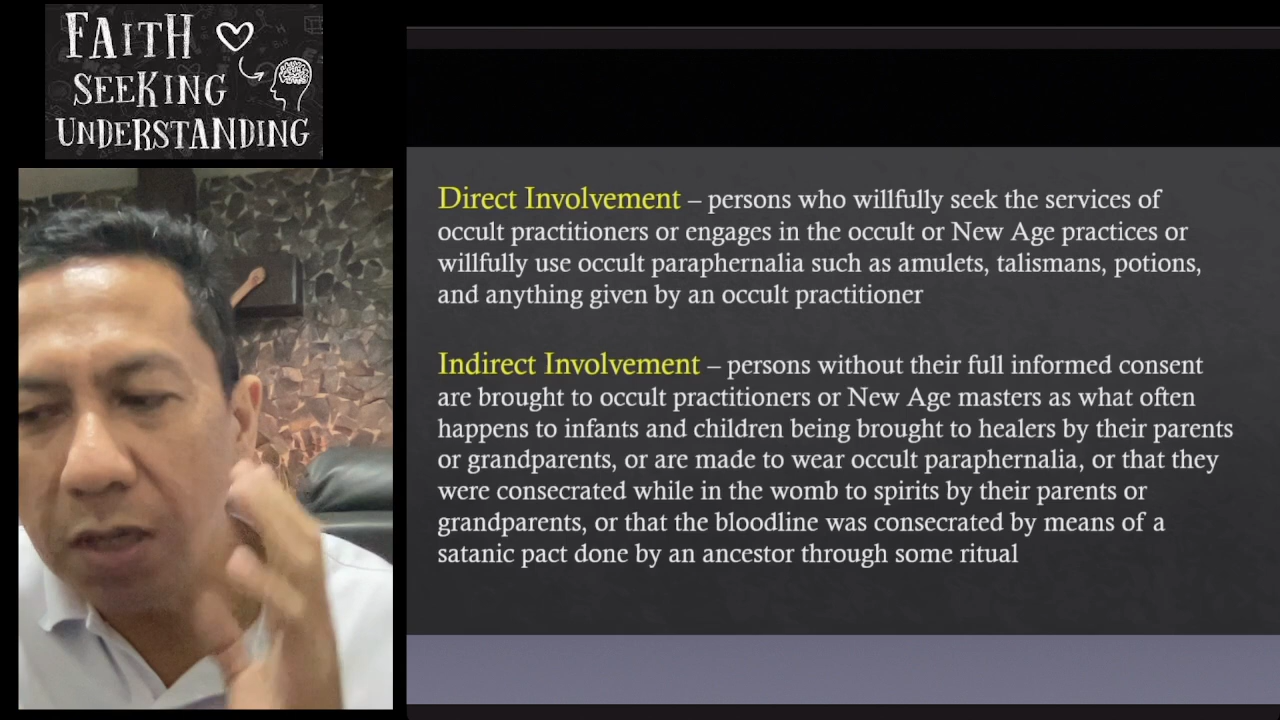 FAITH
SEEKING
UNDERSTANDING
Direct Involvement – persons who willfully seek the services of
occult practitioners or engages in the occult or New Age practices or
willfully use occult paraphernalia such as amulets, talismans, potions,
and anything given by an occult practitioner
Indirect Involvement – persons without their full informed consent
are brought to occult practitioners or New Age masters as what often
happens to infants and children being brought to healers by their parents
or grandparents, or are made to wear occult paraphernalia, or that they
were consecrated while in the womb to spirits by their parents or
grandparents, or that the bloodline was consecrated by means of a
satanic pact done by an ancestor through some ritual